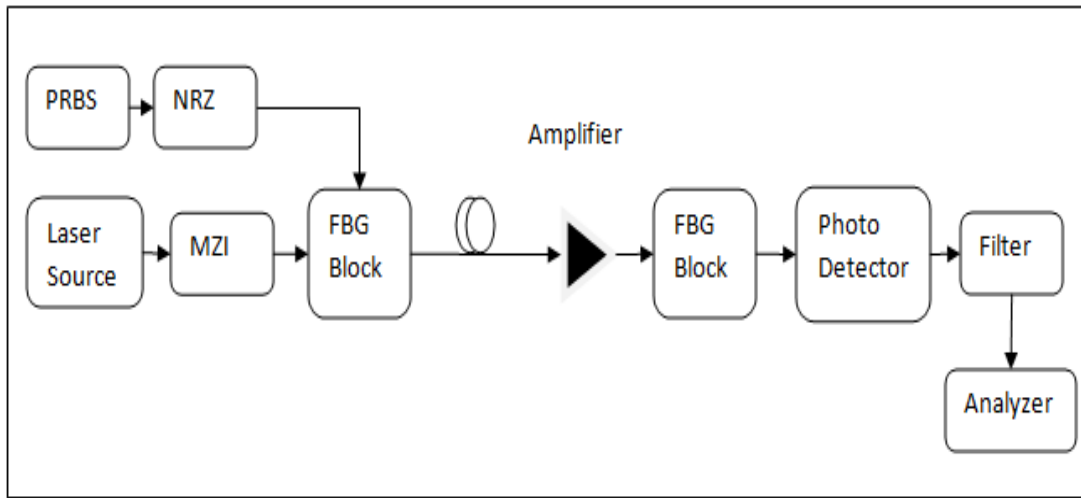 PRBS
NRZ
Amplifier
Laser
Source
MZI
FBG
Block
FBG
Block
Photo
Detector
Filter
Analyzer